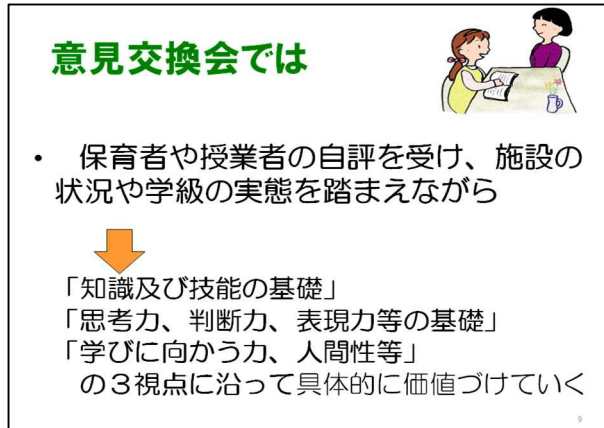 意見交換会では
・ 保育者や授業者の自評を受け、施設の
状況や学級の実態を踏まえながら
「知識及び技能の基礎」
「思考力、判断力、表現力等の基礎」
「学びに向かう力、人間性等」
の３視点に沿って具体的に価値づけていく
9